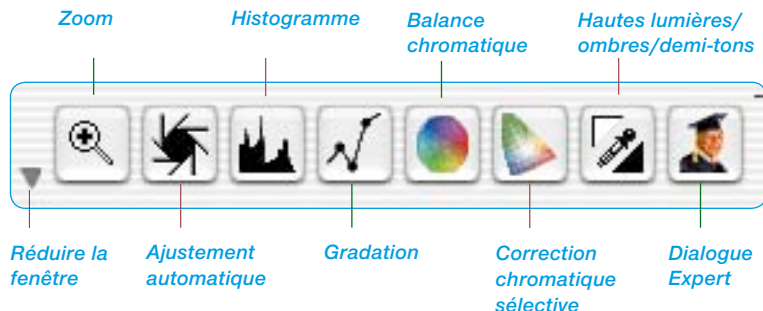 Zoom
Histogramme
Balance
chromatique
Hautes lumières/
ombres/demi-tons
Réduire la
fenêtre
Ajustement
automatique
Gradation
Correction
chromatique
sélective
Dialogue
Expert